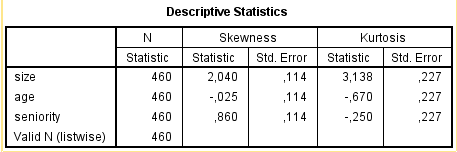 Descriptive Statistics
N Skewness Kurtosis
Statistic Statistic Std. Error Statistic Std. Error
size 460 2,040 ,114 3,138 ,227
age 460 -,025 ,114 -,670 ,227
seniority 460 ,860 ,114 -,250 ,227
Valid N (listwise) 460